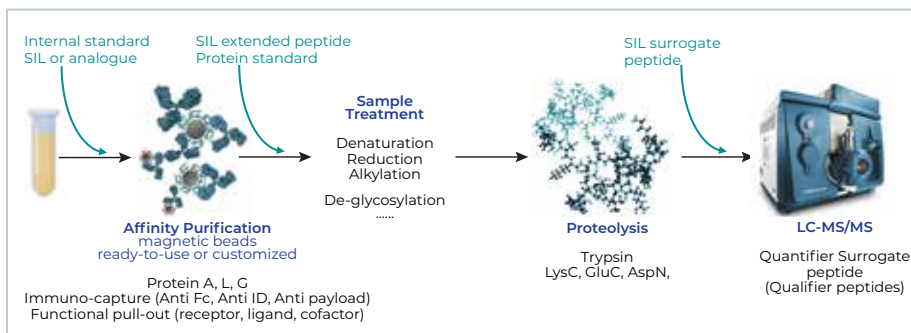 Internal standard
SIL or analogue
SIL extended peptide
Protein standard
SIL surrogate
peptide
Sample
Treatment
Denaturation
Reduction
Alkylation
De-glycosylation
......
Affinity Purification
magnetic beads
ready-to-use or customized
Protein A, L, G
Immuno-capture (Anti Fc, Anti ID, Anti payload)
Functional pull-out (receptor, ligand, cofactor)
Proteolysis
Trypsin
LysC, GluC, AspN,
LC-MS/MS
Quantifier Surrogate
peptide
(Qualifier peptides)